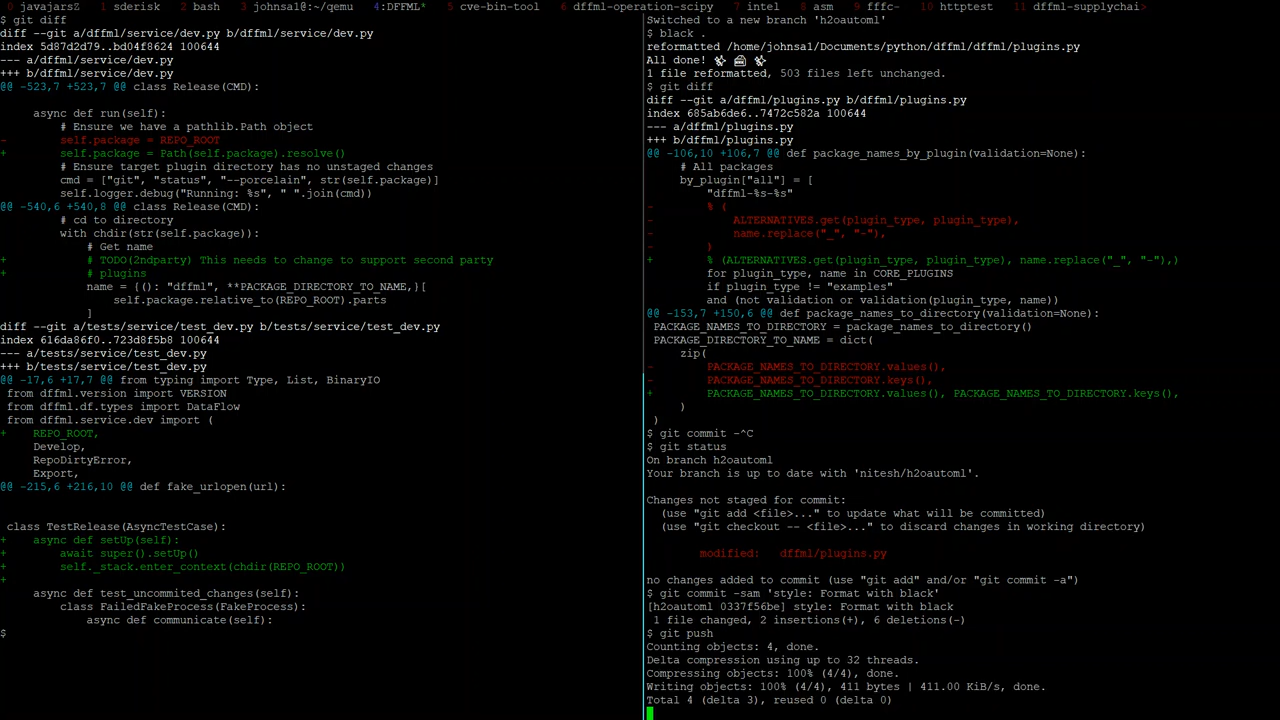 0 javajarsZ  1 sderisk  2 bash  3 johnsal@:~/qemu  4:DFFML*  5 cve-bin-tool  6 dffml-operation-scipy  7 intel  8 asm  9 fffc-  10 httptest  11 dffml-supplychai>
$ git diff
diff --git a/dffml/service/dev.py b/dffml/service/dev.py
index 5d87d2d79..bd04f8624 100644
--- a/dffml/service/dev.py
+++ b/dffml/service/dev.py
@@ -523,7 +523,7 @@ class Release(CMD):
async def run(self):
# Ensure we have a pathlib.Path object
- self.package = REPO_ROOT
+ self.package = Path(self.package).resolve()
# Ensure target plugin directory has no unstaged changes
cmd = ["git", "status", "--porcelain", str(self.package)]
self.logger.debug("Running: %s", " ".join(cmd))
@@ -540,6 +540,8 @@ class Release(CMD):
# cd to directory
with chdir(str(self.package)):
# Get name
+ # TODO(2ndparty) This needs to change to support second party
+ # plugins
name = {(): "dffml", **PACKAGE_DIRECTORY_TO_NAME,}[
self.package.relative_to(REPO_ROOT).parts
]
diff --git a/tests/service/test_dev.py b/tests/service/test_dev.py
index 616da86f0..723d8f5b8 100644
--- a/tests/service/test_dev.py
+++ b/tests/service/test_dev.py
@@ -17,6 +17,7 @@ from typing import Type, List, BinaryIO
from dffml.version import VERSION
from dffml.df.types import DataFlow
from dffml.service.dev import (
+ REPO_ROOT,
Develop,
RepoDirtyError,
Export,
@@ -215,6 +216,10 @@ def fake_urlopen(url):
class TestRelease(AsyncTestCase):
+ async def setUp(self):
+ await super().setUp()
+ self._stack.enter_context(chdir(REPO_ROOT))
+
async def test_uncommited_changes(self):
class FailedFakeProcess(FakeProcess):
async def communicate(self):
$
Switched to a new branch 'h2oautoml'
$ black .
reformatted /home/johnsal/Documents/python/dffml/dffml/plugins.py
All done! ✨ 🍰 ✨
1 file reformatted, 503 files left unchanged.
$ git diff
diff --git a/dffml/plugins.py b/dffml/plugins.py
index 685ab6de6..7472c582a 100644
--- a/dffml/plugins.py
+++ b/dffml/plugins.py
@@ -106,10 +106,7 @@ def package_names_by_plugin(validation=None):
# All packages
by_plugin["all"] = [
"dffml-%s-%s"
- % (
- ALTERNATIVES.get(plugin_type, plugin_type),
- name.replace("_", "-"),
- )
+ % (ALTERNATIVES.get(plugin_type, plugin_type), name.replace("_", "-"),)
for plugin_type, name in CORE_PLUGINS
if plugin_type != "examples"
and (not validation or validation(plugin_type, name))
@@ -153,7 +150,6 @@ def package_names_to_directory(validation=None):
PACKAGE_NAMES_TO_DIRECTORY = package_names_to_directory()
PACKAGE_DIRECTORY_TO_NAME = dict(
zip(
- PACKAGE_NAMES_TO_DIRECTORY.values(),
- PACKAGE_NAMES_TO_DIRECTORY.keys(),
+ PACKAGE_NAMES_TO_DIRECTORY.values(), PACKAGE_NAMES_TO_DIRECTORY.keys(),
)
)
$ git commit -^C
$ git status
On branch h2oautoml
Your branch is up to date with 'nitesh/h2oautoml'.
Changes not staged for commit:
(use "git add <file>..." to update what will be committed)
(use "git checkout -- <file>..." to discard changes in working directory)
modified:   dffml/plugins.py
no changes added to commit (use "git add" and/or "git commit -a")
$ git commit -sam 'style: Format with black'
[h2oautoml 0337f56be] style: Format with black
1 file changed, 2 insertions(+), 6 deletions(-)
$ git push
Counting objects: 4, done.
Delta compression using up to 32 threads.
Compressing objects: 100% (4/4), done.
Writing objects: 100% (4/4), 411 bytes | 411.00 KiB/s, done.
Total 4 (delta 3), reused 0 (delta 0)